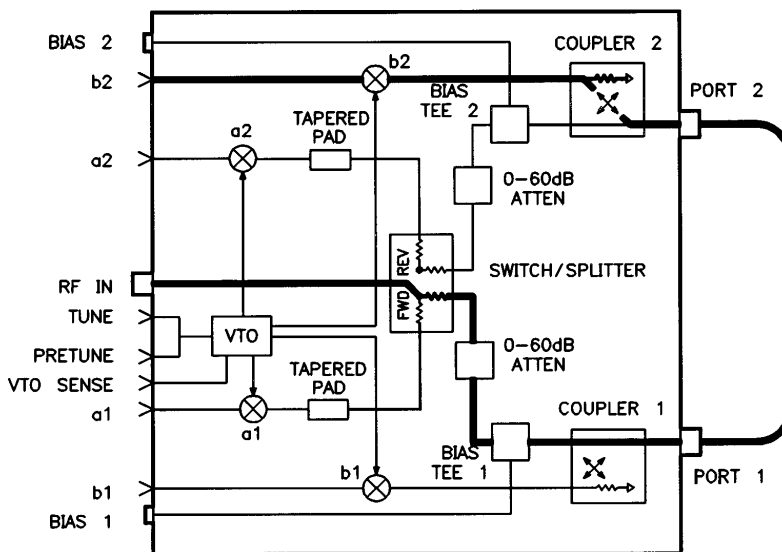 BIAS 2
COUPLER 2
b2
b2
BIAS
TEE 2
PORT 2
TAPERED
PAD
a2
a2
0-60dB
ATTEN
REV
SWITCH/SPLITTER
RF IN
FWD
TUNE
VTO
PRETUNE
0-60dB
ATTEN
VTO SENSE
TAPERED
PAD
a1
a1
COUPLER 1
BIAS
TEE 1
PORT 1
b1
b1
BIAS 1